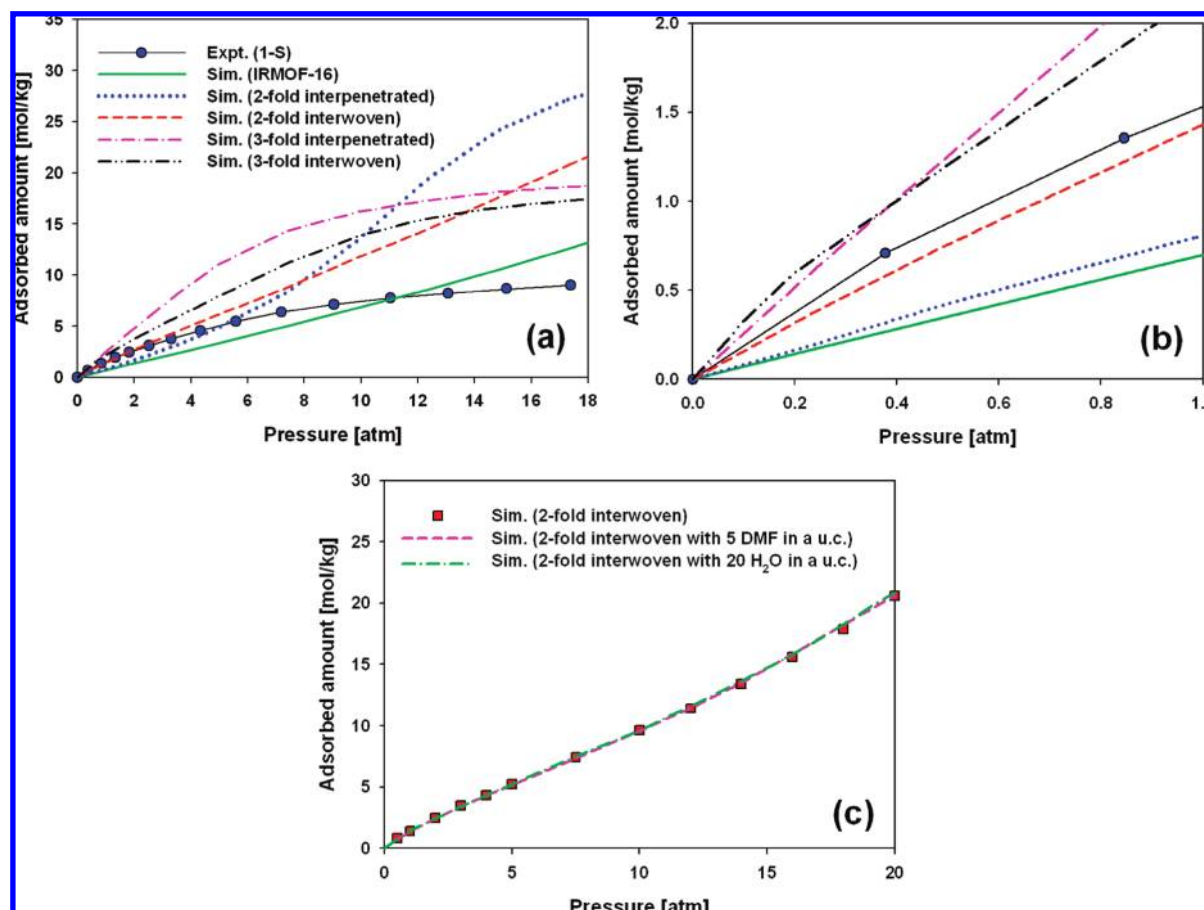 35
30
25
20
15
10
5
0
Adsorbed amount [mol/kg]
Expt. (1-S)
Sim. (IRMOF-16)
Sim. (2-fold interpenetrated)
Sim. (2-fold interwoven)
Sim. (3-fold interpenetrated)
Sim. (3-fold interwoven)
(a)
0 2 4 6 8 10 12 14 16 18
Pressure [atm]
2.0
1.5
1.0
0.5
0.0
Adsorbed amount [mol/kg]
(b)
0.0 0.2 0.4 0.6 0.8
Pressure [atm]
30
25
20
15
10
5
0
Adsorbed amount [mol/kg]
Sim. (2-fold interwoven)
Sim. (2-fold interwoven with 5 DMF in a u.c.)
Sim. (2-fold interwoven with 20 H₂O in a u.c.)
(c)
0 5 10 15 20
Pressure [atm]